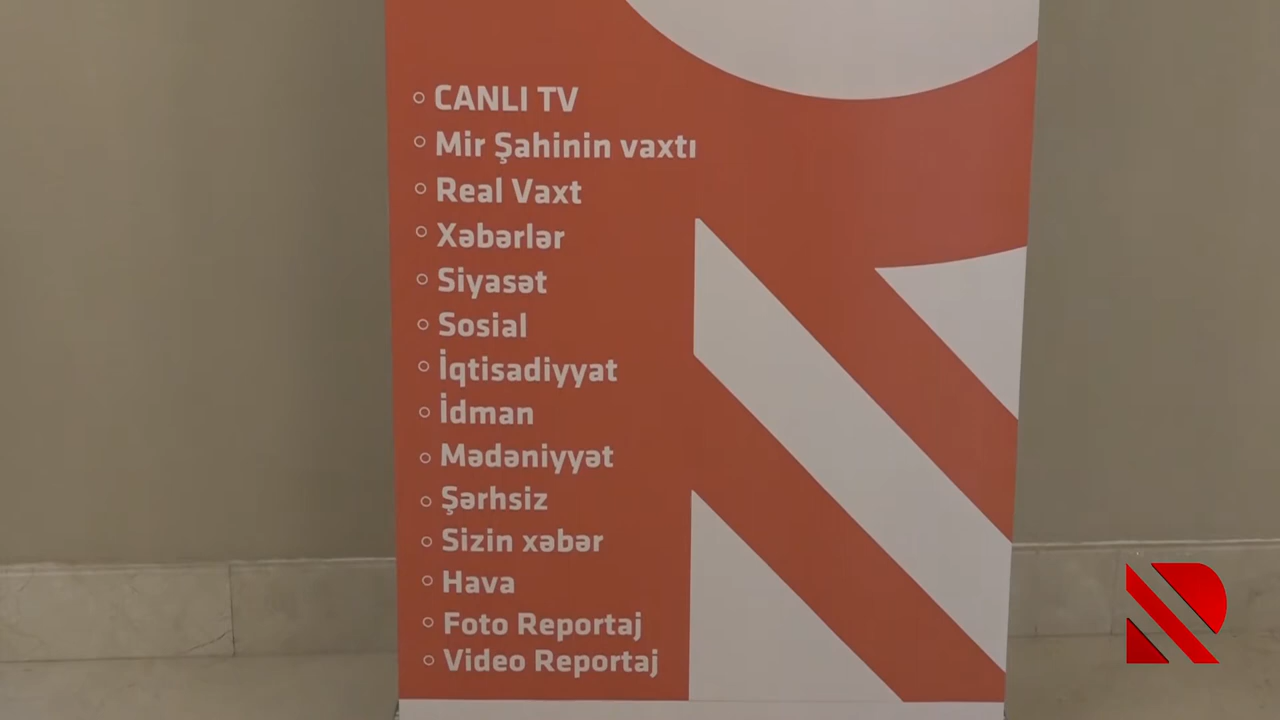 CANLI TV
Mir Şahinin vaxtı
Real Vaxt
Xəbərlər
Siyasət
Sosial
İqtisadiyyat
İdman
Mədəniyyət
Şərhsiz
Sizin xəbər
Hava
Foto Reportaj
Video Reportaj